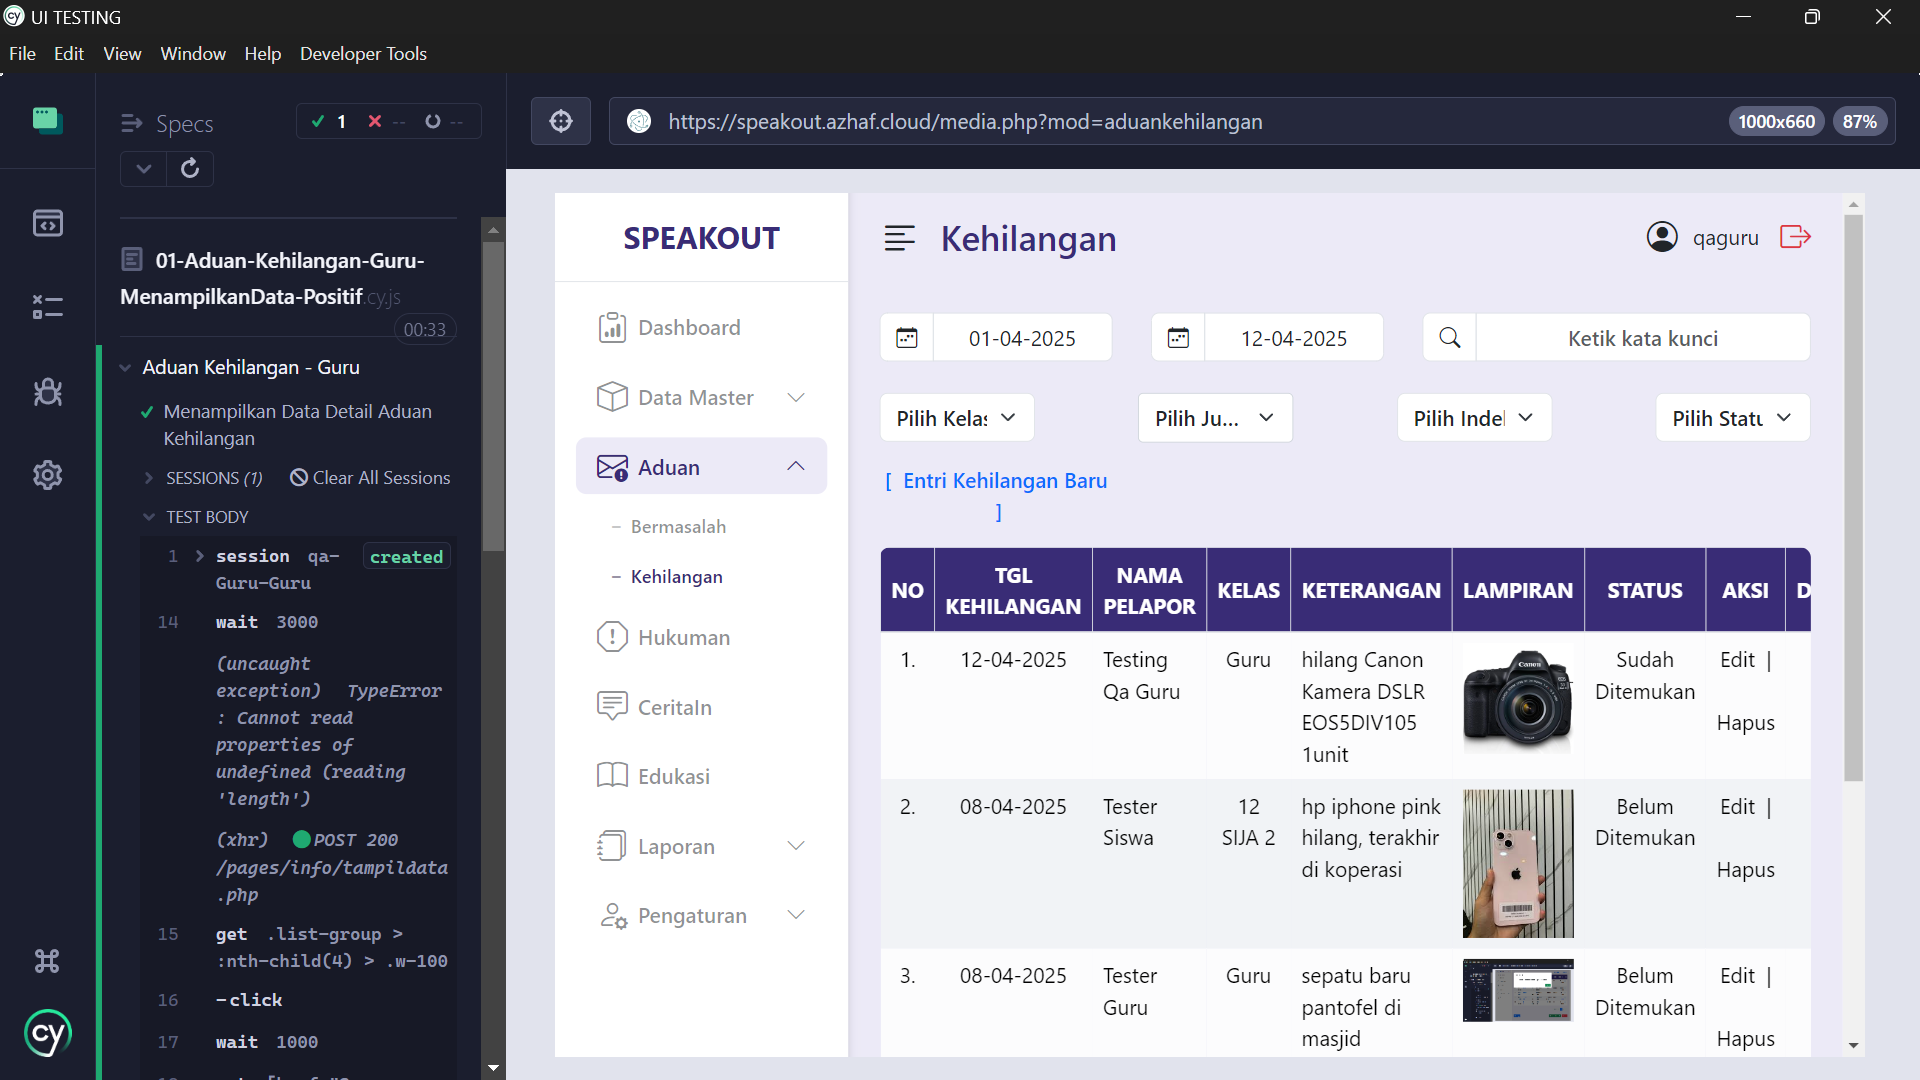 UI TESTING
File Edit View Window Help Developer Tools
Specs
1 -- --
01-Aduan-Kehilangan-Guru-
MenampilkanData-Positif.cy.js
00:33
Aduan Kehilangan - Guru
Menampilkan Data Detail Aduan
Kehilangan
SESSIONS (1) Clear All Sessions
TEST BODY
1 session qa- created
Guru-Guru
14 wait 3000
(uncaught
exception) TypeError
: Cannot read
properties of
undefined (reading
'length')
(xhr) POST 200
/pages/info/tampildata
.php
15 get .list-group >
:nth-child(4) > .w-100
16 -click
17 wait 1000
cy
https://speakout.azhaf.cloud/media.php?mod=aduankehilangan
1000x660 87%
SPEAKOUT
Dashboard
Data Master
Aduan
- Bermasalah
- Kehilangan
Hukuman
CeritaIn
Edukasi
Laporan
Pengaturan
Kehilangan
qaguru
01-04-2025 12-04-2025 Ketik kata kunci
Pilih Kelas Pilih Ju... Pilih Indel Pilih Statu
[ Entri Kehilangan Baru
]
NO TGL KEHILANGAN NAMA PELAPOR KELAS KETERANGAN LAMPIRAN STATUS AKSI D
1. 12-04-2025 Testing Guru hilang Canon Sudah Edit |
Qa Guru Kamera DSLR Ditemukan
EOS5DIV105 Hapus
1unit
Canon
2. 08-04-2025 Tester 12 hp iphone pink Belum Edit |
Siswa SIJA 2 hilang, terakhir Ditemukan
di koperasi Hapus
3. 08-04-2025 Tester Guru sepatu baru Belum Edit |
Guru pantofel di Ditemukan
masjid Hapus